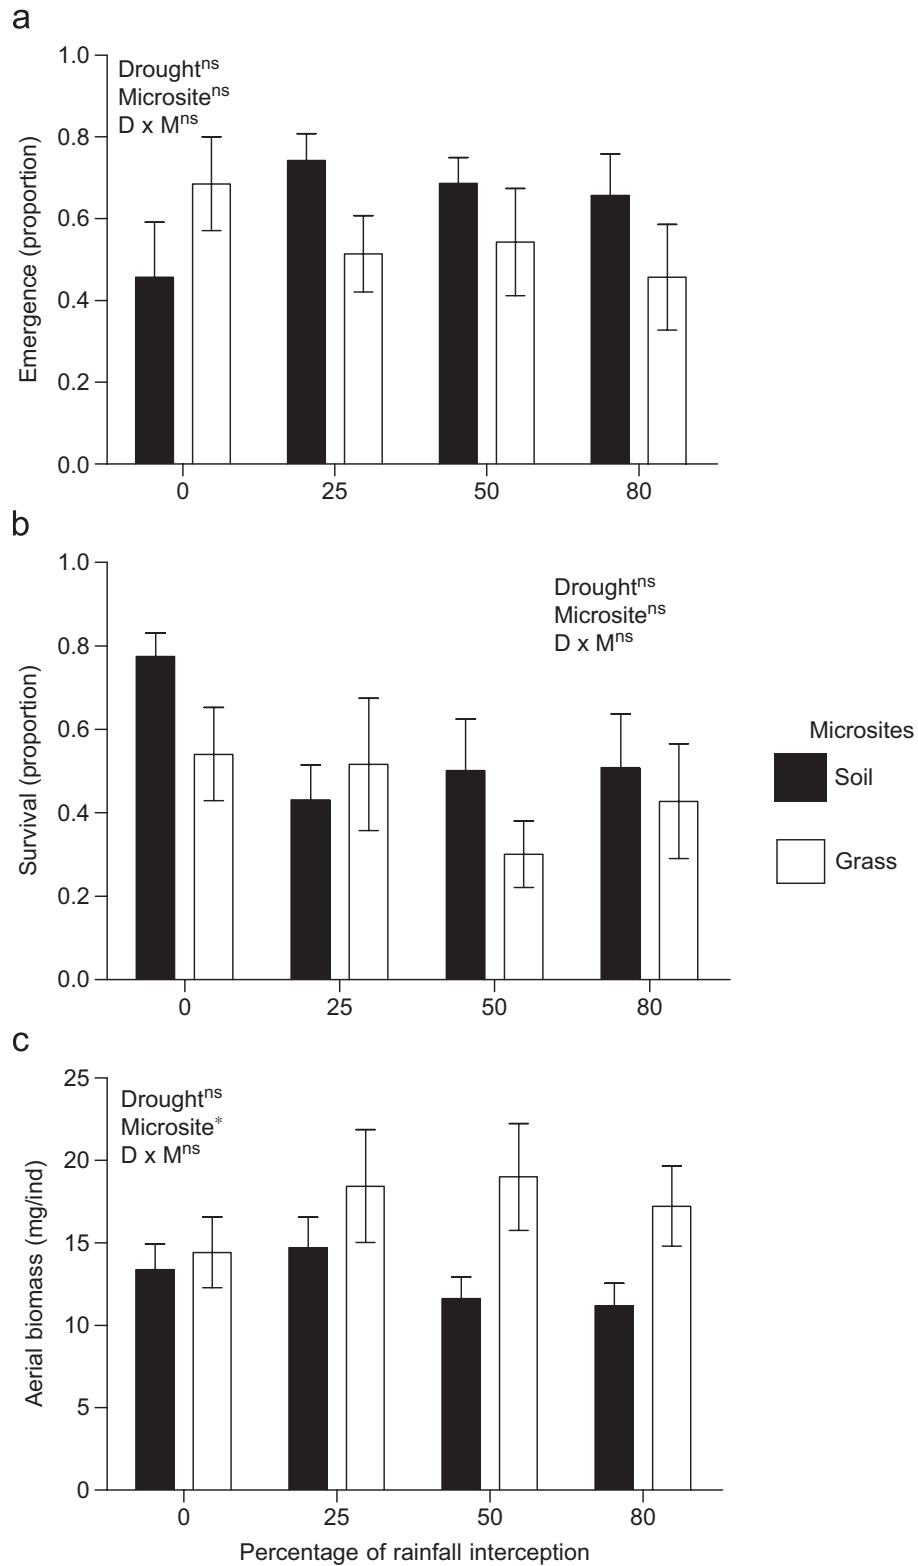 a
Drought^ns
Microsite^ns
D x M^ns
Emergence (proportion)
1.0
0.8
0.6
0.4
0.2
0.0
0 25 50 80
b
Drought^ns
Microsite^ns
D x M^ns
Survival (proportion)
1.0
0.8
0.6
0.4
0.2
0.0
0 25 50 80
Microsites
Soil
Grass
c
Drought^ns
Microsite*
D x M^ns
Aerial biomass (mg/ind)
25
20
15
10
5
0
0 25 50 80
Percentage of rainfall interception